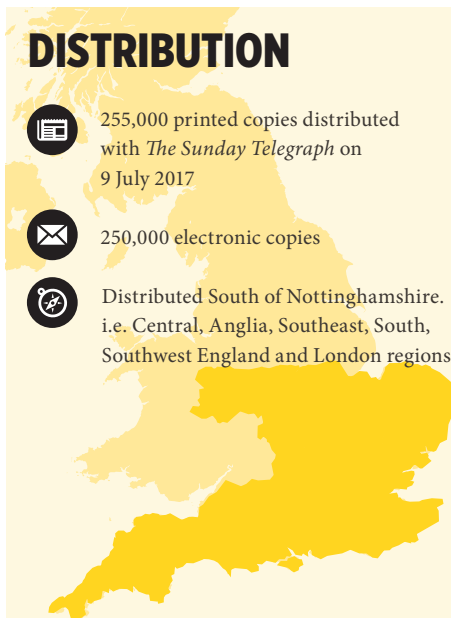 DISTRIBUTION
255,000 printed copies distributed
with The Sunday Telegraph on
9 July 2017
250,000 electronic copies
Distributed South of Nottinghamshire.
i.e. Central, Anglia, Southeast, South,
Southwest England and London regions